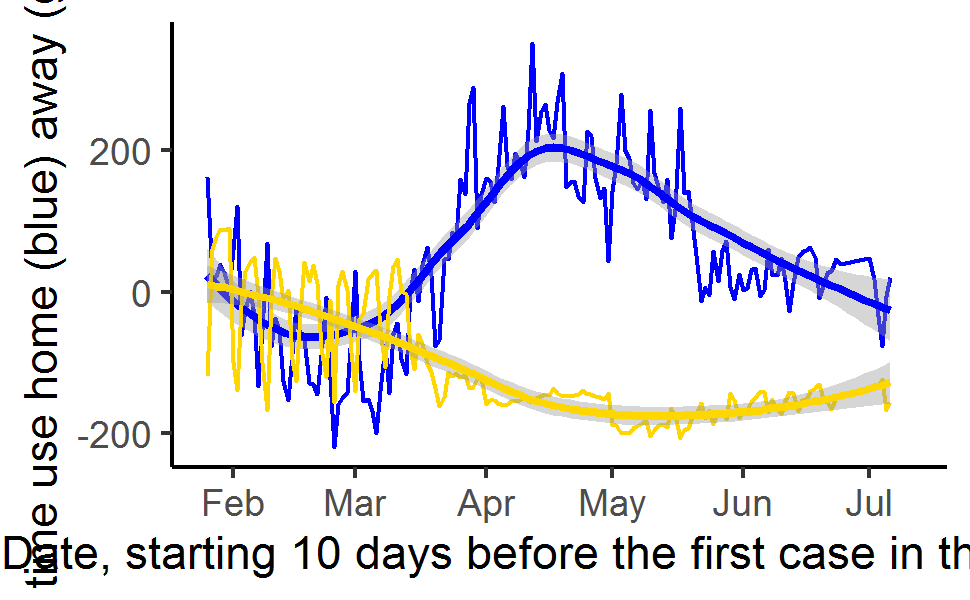 time use home (blue) away (
200
0
-200
Feb Mar Apr May Jun Jul
Date, starting 10 days before the first case in th